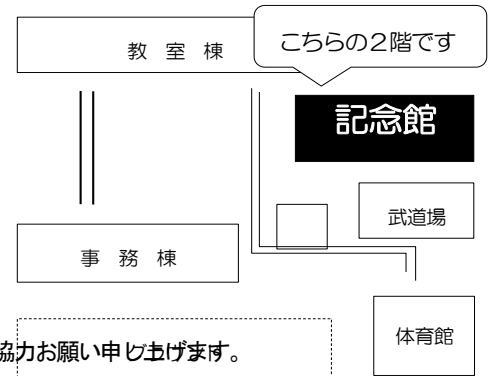 教 室 棟
こちらの2階です
記念館
武道場
事 務 棟
体育館
協力お願い申し上げます。